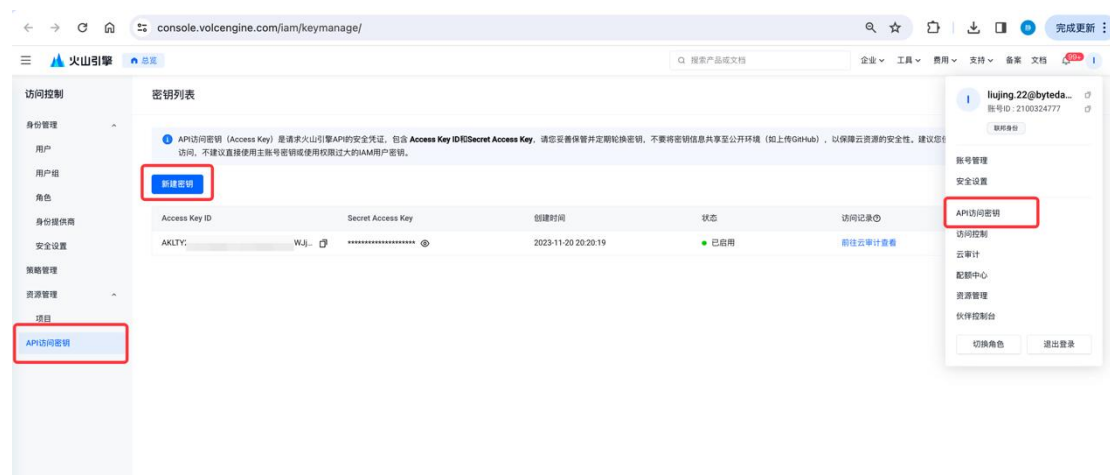 console.volcengine.com/iam/keymanage/
完成更新
火山引擎
总览
搜索产品或文档
企业
工具
费用
支持
备案
文档
99+
访问控制
身份管理
用户
用户组
角色
身份提供商
安全设置
策略管理
资源管理
项目
API访问密钥
密钥列表
API访问密钥（Access Key）是请求火山引擎API的安全凭证，包含 Access Key ID和Secret Access Key，请您妥善保管并定期轮换密钥，不要将密钥信息共享至公开环境（如上传GitHub），以保障云资源的安全性。建议您
访问，不建议直接使用主账号密钥或使用权限过大的IAM用户密钥。
新建密钥
Access Key ID
Secret Access Key
创建时间
状态
访问记录
AKLTY
WJj...
********************
2023-11-20 20:20:19
已启用
前往云审计查看
liujing.22@byteda...
账号ID : 2100324777
联邦身份
账号管理
安全设置
API访问密钥
访问控制
云审计
配额中心
资源管理
伙伴控制台
切换角色
退出登录